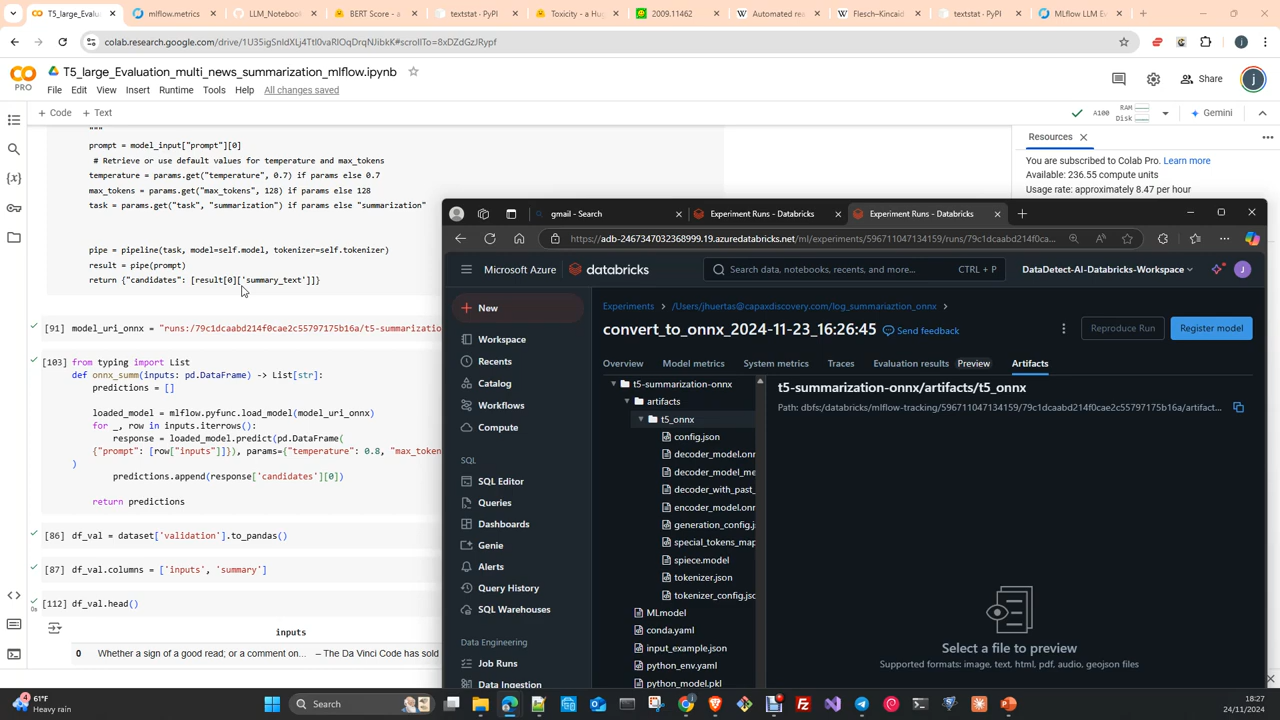 T5_large_Evaluation_m
mlflow.metrics
LLM_Notebook
BERT Score - a
textstat - PyPI
Toxicity - a Hug
2009.11462
Automated rea
Flesch–Kincaid
textstat - PyPI
MLflow LLM E
colab.research.google.com/drive/1U35igSnIdXLj4TtI0vaRIOqDrqNJibkK#scrollTo=8xDZdGzJRypf
T5_large_Evaluation_multi_news_summarization_mlflow.ipynb
File Edit View Insert Runtime Tools Help All changes saved
Share
PRO
+ Code + Text
A100 RAM Disk
Gemini
"""
prompt = model_input["prompt"][0]
# Retrieve or use default values for temperature and max_tokens
temperature = params.get("temperature", 0.7) if params else 0.7
max_tokens = params.get("max_tokens", 128) if params else 128
task = params.get("task", "summarization") if params else "summarization"
pipe = pipeline(task, model=self.model, tokenizer=self.tokenizer)
result = pipe(prompt)
return {"candidates": [result[0]['summary_text']]}
[91] model_uri_onnx = "runs:/79c1dcaabd214f0cae2c55797175b16a/t5-summarizatio
[103] from typing import List
def onnx_summ(inputs: pd.DataFrame) -> List[str]:
predictions = []
loaded_model = mlflow.pyfunc.load_model(model_uri_onnx)
for _, row in inputs.iterrows():
response = loaded_model.predict(pd.DataFrame(
{"prompt": [row["inputs"]]}), params={"temperature": 0.8, "max_token
)
predictions.append(response['candidates'][0])
return predictions
[86] df_val = dataset['validation'].to_pandas()
[87] df_val.columns = ['inputs', 'summary']
[112] df_val.head()
0s
inputs
0 Whether a sign of a good read; or a comment on... – The Da Vinci Code has sold
Resources
You are subscribed to Colab Pro. Learn more
Available: 236.55 compute units
Usage rate: approximately 8.47 per hour
gmail - Search
Experiment Runs - Databricks
Experiment Runs - Databricks
https://adb-2467347032368999.19.azuredatabricks.net/ml/experiments/596711047134159/runs/79c1dcaabd214f0ca...
Microsoft Azure
databricks
Search data, notebooks, recents, and more...
CTRL + P
DataDetect-AI-Databricks-Workspace
J
New
Workspace
Recents
Catalog
Workflows
Compute
SQL
SQL Editor
Queries
Dashboards
Genie
Alerts
Query History
SQL Warehouses
Data Engineering
Job Runs
Data Ingestion
Experiments
/Users/jhuertas@capaxdiscovery.com/log_summariaztion_onnx
convert_to_onnx_2024-11-23_16:26:45
Send feedback
Reproduce Run
Register model
Overview
Model metrics
System metrics
Traces
Evaluation results Preview
Artifacts
t5-summarization-onnx
artifacts
t5_onnx
config.json
decoder_model.onn
decoder_model_me
decoder_with_past_
encoder_model.onn
generation_config.js
special_tokens_map
spiece.model
tokenizer.json
tokenizer_config.jsc
MLmodel
conda.yaml
input_example.json
python_env.yaml
python_model.pkl
t5-summarization-onnx/artifacts/t5_onnx
Path: dbfs:/databricks/mlflow-tracking/596711047134159/79c1dcaabd214f0cae2c55797175b16a/artifact...
Select a file to preview
Supported formats: image, text, html, pdf, audio, geojson files
61°F
Heavy rain
Search
18:27
24/11/2024